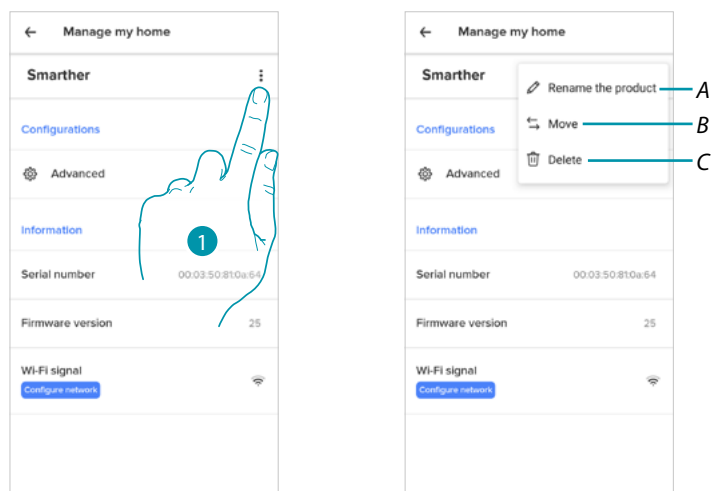 ← Manage my home
Smarther
Configurations
Advanced
Information
1
Serial number 00:03:50:81:0a:64
Firmware version 25
Wi-Fi signal
Configure network
← Manage my home
Smarther
Rename the product A
Move B
Delete C
Configurations
Advanced
Information
Serial number 00:03:50:81:0a:64
Firmware version 25
Wi-Fi signal
Configure network